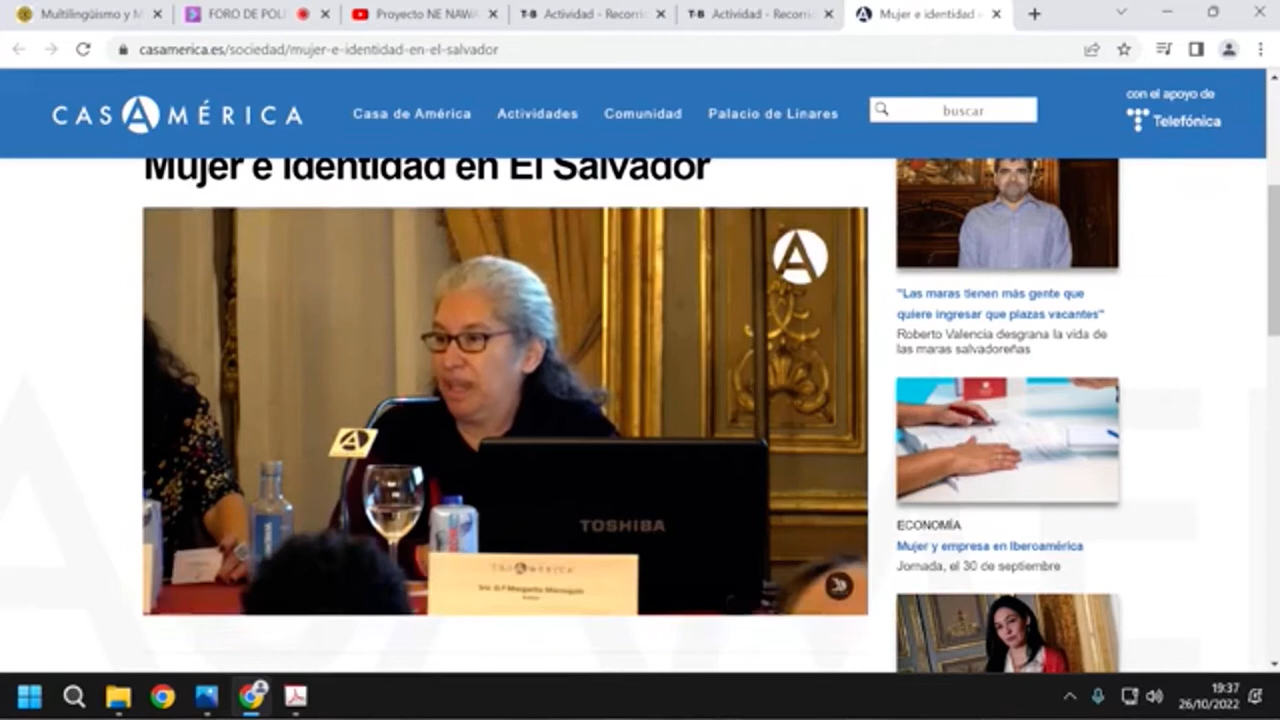 Multilingüismo y M
FORO DE POLI
Proyecto NE NAWA
T-B Actividad - Recorri
T-B Actividad - Recorri
Mujer e identidad
casamerica.es/sociedad/mujer-e-identidad-en-el-salvador
CASAMÉRICA
Casa de América
Actividades
Comunidad
Palacio de Linares
buscar
con el apoyo de
Telefónica
Mujer e identidad en El Salvador
A
TOSHIBA
CASAMÉRICA
"Las maras tienen más gente que
quiere ingresar que plazas vacantes"
Roberto Valencia desgrana la vida de
las maras salvadoreñas
ECONOMÍA
Mujer y empresa en Iberoamérica
Jornada, el 30 de septiembre
19:37
26/10/2022